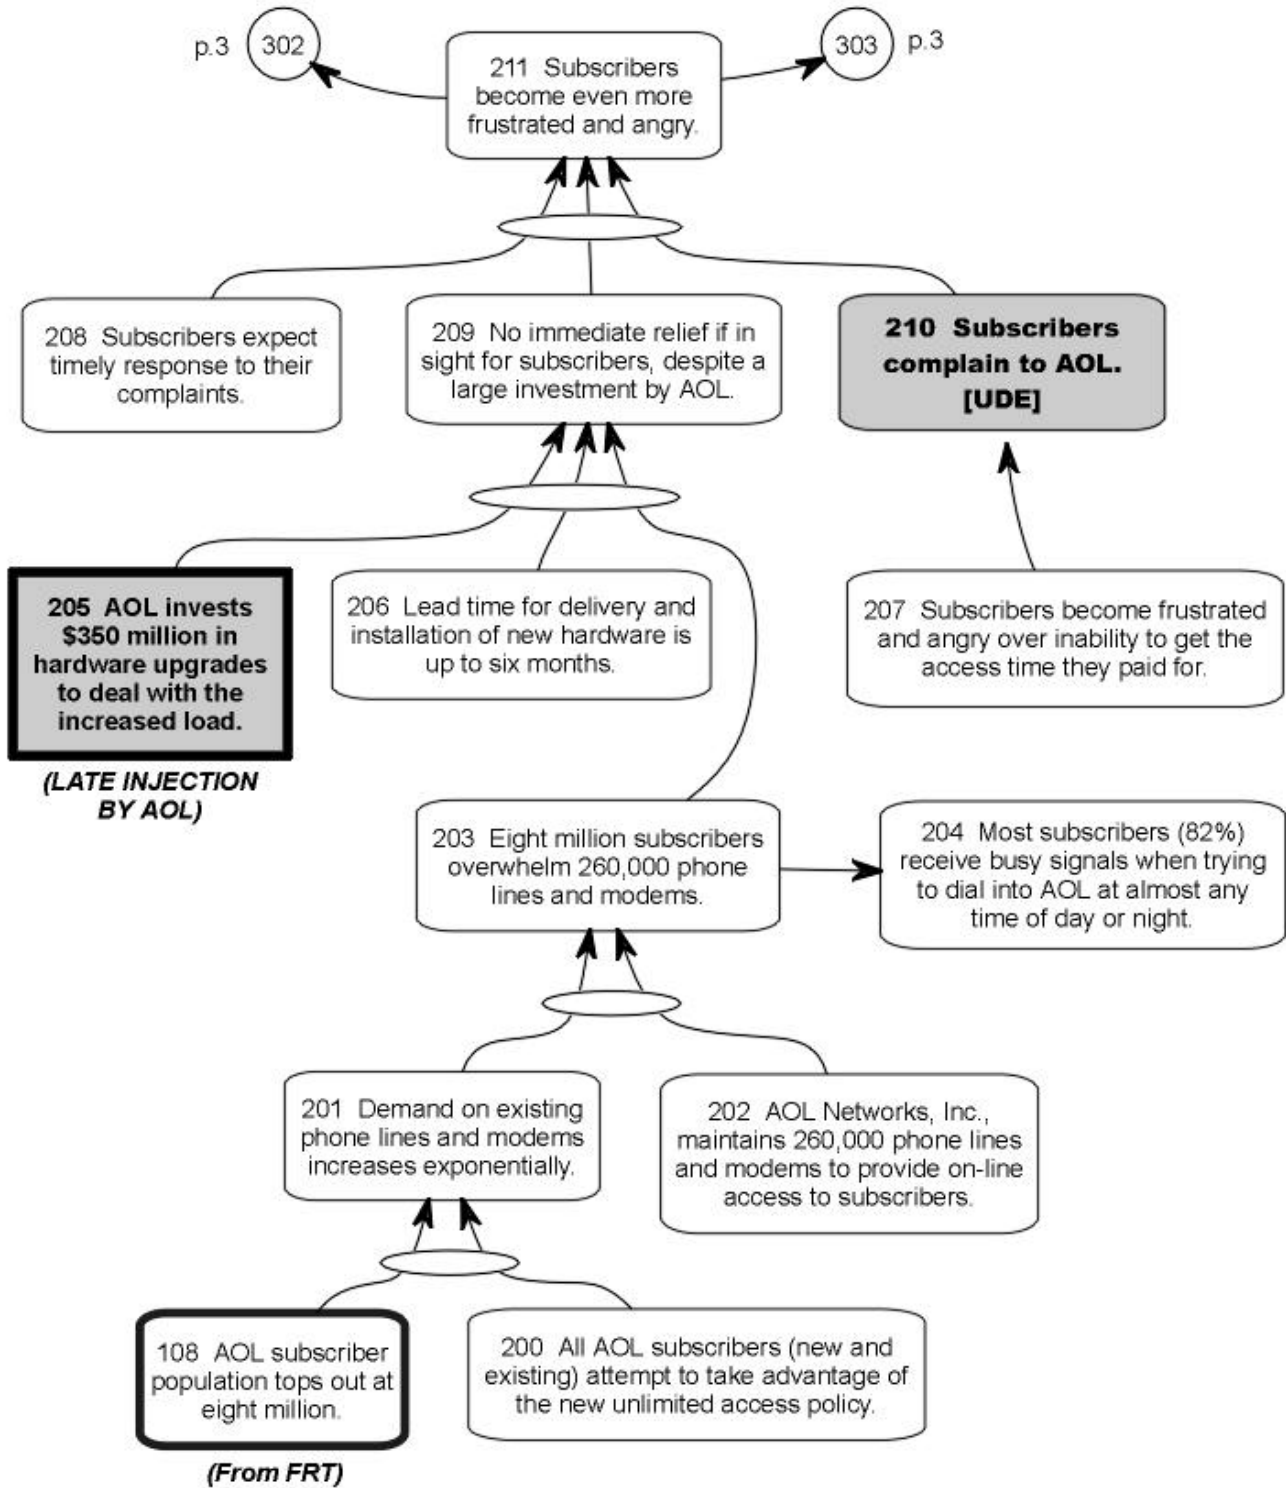 p.3
302
303
p.3
211 Subscribers
become even more
frustrated and angry.
208 Subscribers expect
timely response to their
complaints.
209 No immediate relief if in
sight for subscribers, despite a
large investment by AOL.
210 Subscribers
complain to AOL.
[UDE]
205 AOL invests
$350 million in
hardware upgrades
to deal with the
increased load.
(LATE INJECTION
BY AOL)
206 Lead time for delivery and
installation of new hardware is
up to six months.
207 Subscribers become frustrated
and angry over inability to get the
access time they paid for.
203 Eight million subscribers
overwhelm 260,000 phone
lines and modems.
204 Most subscribers (82%)
receive busy signals when trying
to dial into AOL at almost any
time of day or night.
201 Demand on existing
phone lines and modems
increases exponentially.
202 AOL Networks, Inc.,
maintains 260,000 phone lines
and modems to provide on-line
access to subscribers.
108 AOL subscriber
population tops out at
eight million.
(From FRT)
200 All AOL subscribers (new and
existing) attempt to take advantage of
the new unlimited access policy.